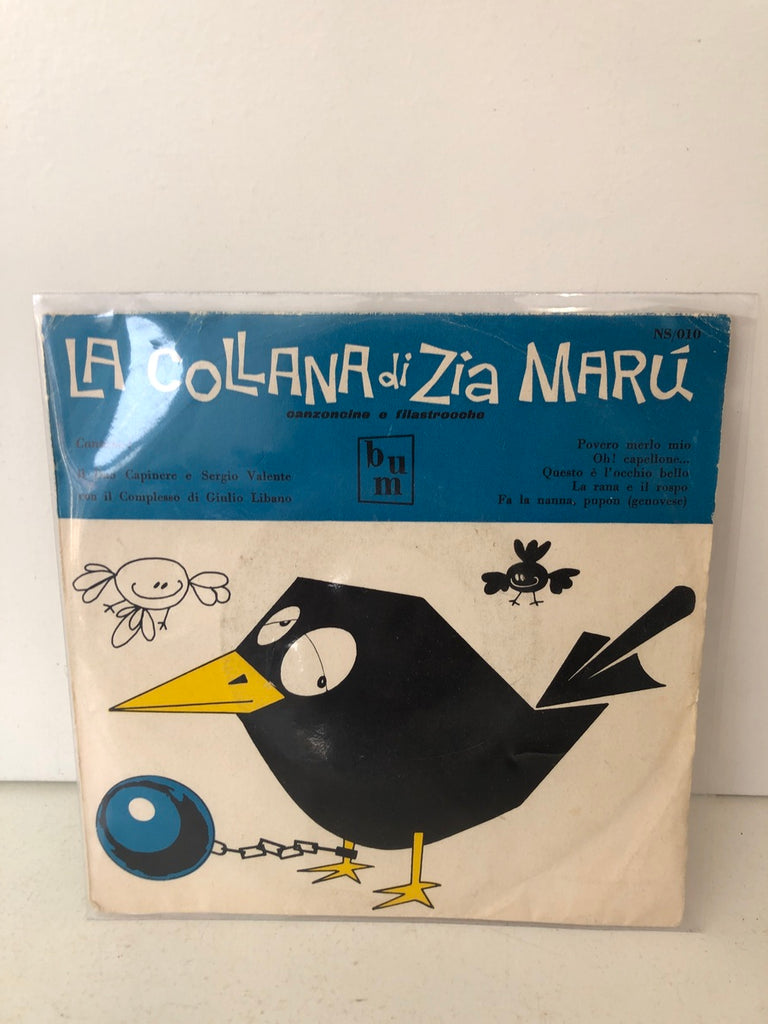 NS/010
LA COLLANA di Zia MARÚ
canzoncine e filastrocche
Capinere e Sergio Valente
con il Complesso di Giulio Libano
bum
Povero merlo mio
Oh! capellone...
Questo è l'occhio bello
La rana e il rospo
Fa la nanna, pupon (genovese)